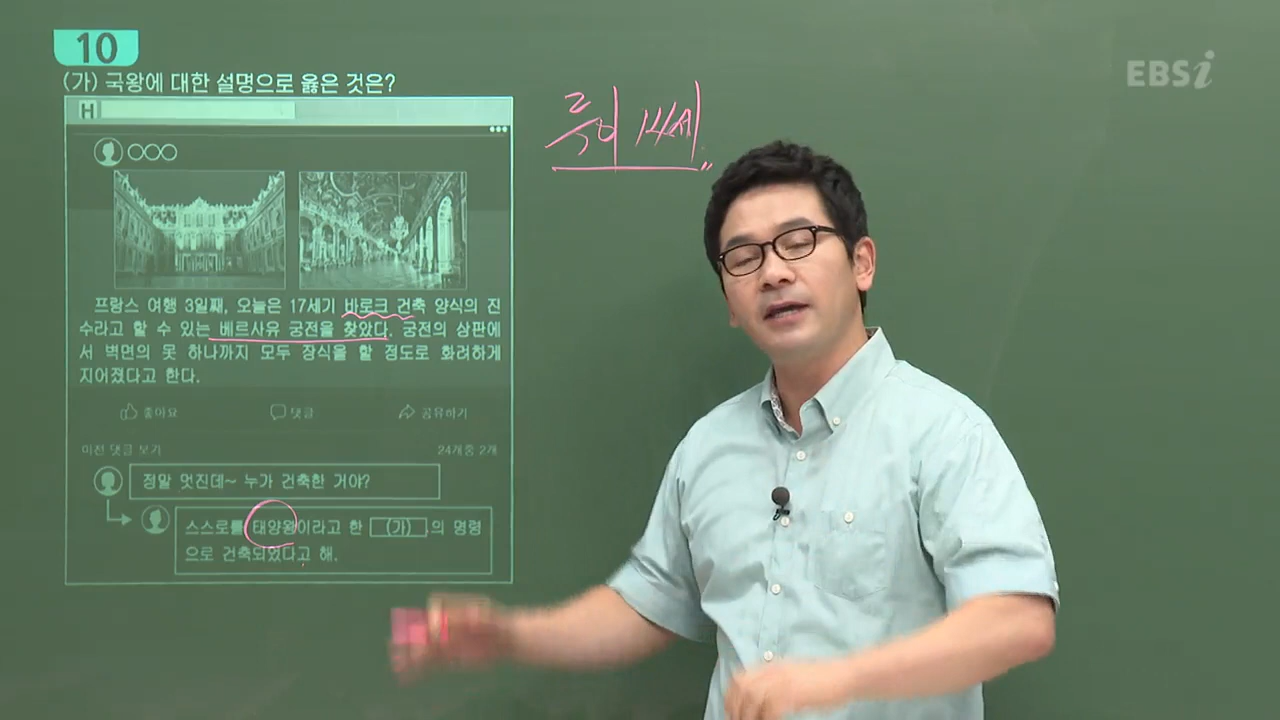 10
EBSi
(가) 국왕에 대한 설명으로 옳은 것은?
루이 14세
H
○○○
프랑스 여행 3일째, 오늘은 17세기 바로크 건축 양식의 진
수라고 할 수 있는 베르사유 궁전을 찾았다. 궁전의 상판에
서 벽면의 못 하나까지 모두 장식을 할 정도로 화려하게
지어졌다고 한다.
좋아요 댓글 공유하기
이전 댓글 보기 24개중 2개
정말 멋진데~ 누가 건축한 거야?
스스로를 태양왕이라고 한 (가) 의 명령
으로 건축되었다고 해.